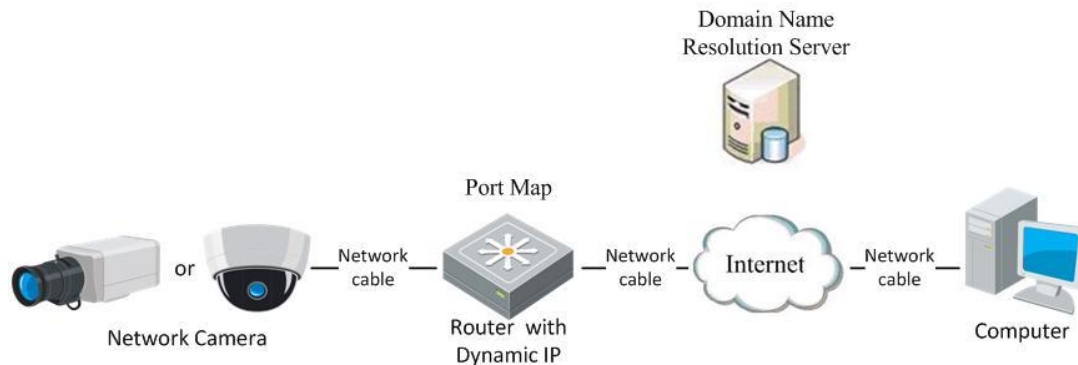 Domain Name
Resolution Server
Port Map
or
Network
cable
Network
cable
Internet
Network
cable
Network Camera
Router with
Dynamic IP
Computer